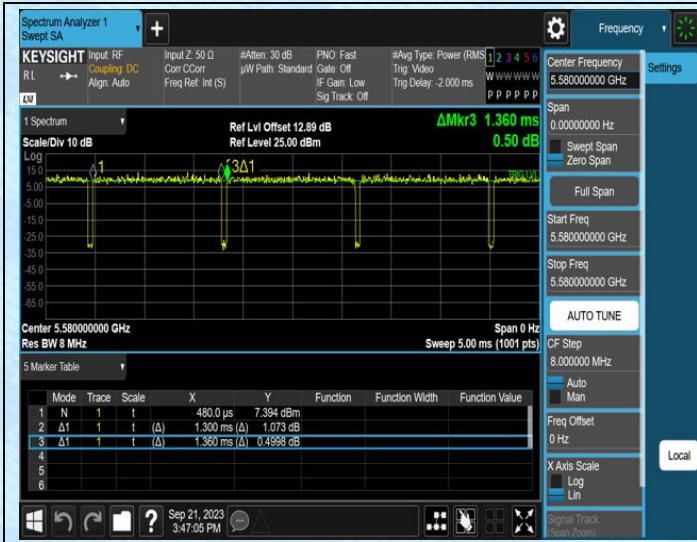 Spectrum Analyzer 1
Swept SA
Frequency
KEYSIGHT
RL
LXI
Input: RF
Coupling: DC
Align: Auto
Input Z: 50 Ω
Corr CCorr
Freq Ref: Int (S)
#Atten: 30 dB
µW Path: Standard
PNO: Fast
Gate: Off
IF Gain: Low
Sig Track: Off
#Avg Type: Power (RMS
Trig: Video
Trig Delay: -2.000 ms
1 2 3 4 5 6
W W W W W W
P P P P P P
Center Frequency
5.580000000 GHz
Settings
Span
0.00000000 Hz
Swept Span
Zero Span
Full Span
Start Freq
5.580000000 GHz
Stop Freq
5.580000000 GHz
AUTO TUNE
CF Step
8.000000 MHz
Auto
Man
Freq Offset
0 Hz
X Axis Scale
Log
Lin
Signal Track
(Span Zoom)
Local
1 Spectrum
Scale/Div 10 dB
Ref Lvl Offset 12.89 dB
Ref Level 25.00 dBm
ΔMkr3 1.360 ms
0.50 dB
Log
15.0
5.00
-5.00
-15.0
-25.0
-35.0
-45.0
-55.0
-65.0
1
3Δ1
Center 5.580000000 GHz
Res BW 8 MHz
Span 0 Hz
Sweep 5.00 ms (1001 pts)
5 Marker Table
Mode Trace Scale X Y Function Function Width Function Value
1 N 1 t 480.0 µs 7.394 dBm
2 Δ1 1 t (Δ) 1.300 ms (Δ) 1.073 dB
3 Δ1 1 t (Δ) 1.360 ms (Δ) 0.4998 dB
4
5
6
Sep 21, 2023
3:47:05 PM